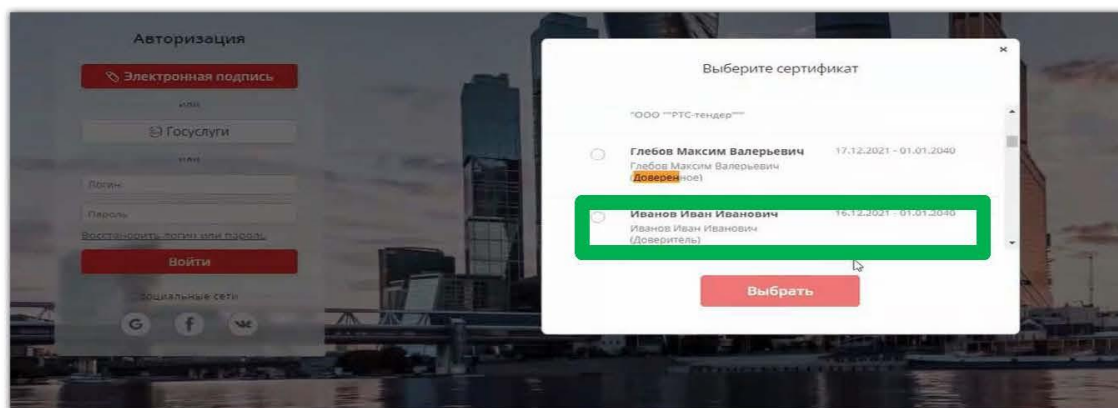 Авторизация
Электронная подпись
или
Госуслуги
или
Логин
Пароль
Восстановить логин или пароль
Войти
социальные сети
G f
Выберите сертификат
×
"ООО ""РТС-тендер"""
Глебов Максим Валерьевич 17.12.2021 - 01.01.2040
Глебов Максим Валерьевич
(Доверенное)
Иванов Иван Иванович 16.12.2021 - 01.01.2040
Иванов Иван Иванович
(Доверитель)
Выбрать